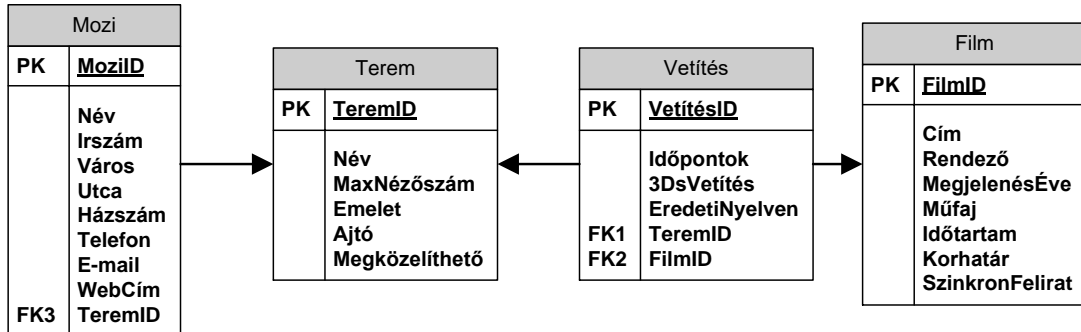 Mozi
PK MoziID
Név
Irszám
Város
Utca
Házszám
Telefon
E-mail
WebCím
FK3 TeremID
Terem
PK TeremID
Név
MaxNézőszám
Emelet
Ajtó
Megközelíthető
Vetítés
PK VetítésID
Időpontok
3DsVetítés
EredetiNyelven
FK1 TeremID
FK2 FilmID
Film
PK FilmID
Cím
Rendező
MegjelenésÉve
Műfaj
Időtartam
Korhatár
SzinkronFelirat